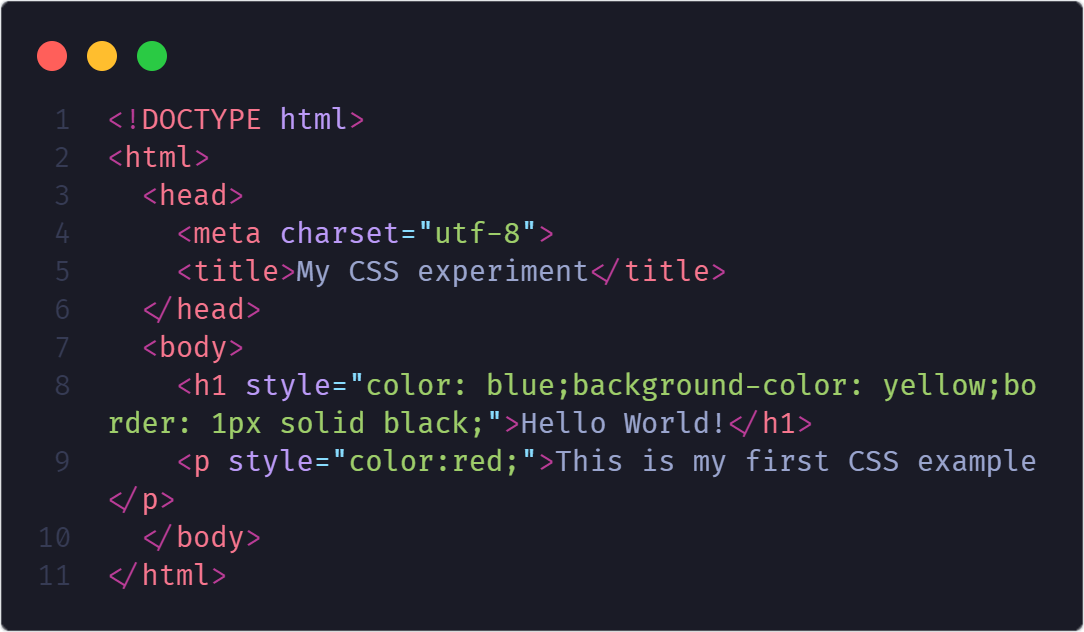 1 <!DOCTYPE html>
2 <html>
3   <head>
4     <meta charset="utf-8">
5     <title>My CSS experiment</title>
6   </head>
7   <body>
8     <h1 style="color: blue;background-color: yellow;bo
rder: 1px solid black;">Hello World!</h1>
9     <p style="color:red;">This is my first CSS example
</p>
10   </body>
11 </html>